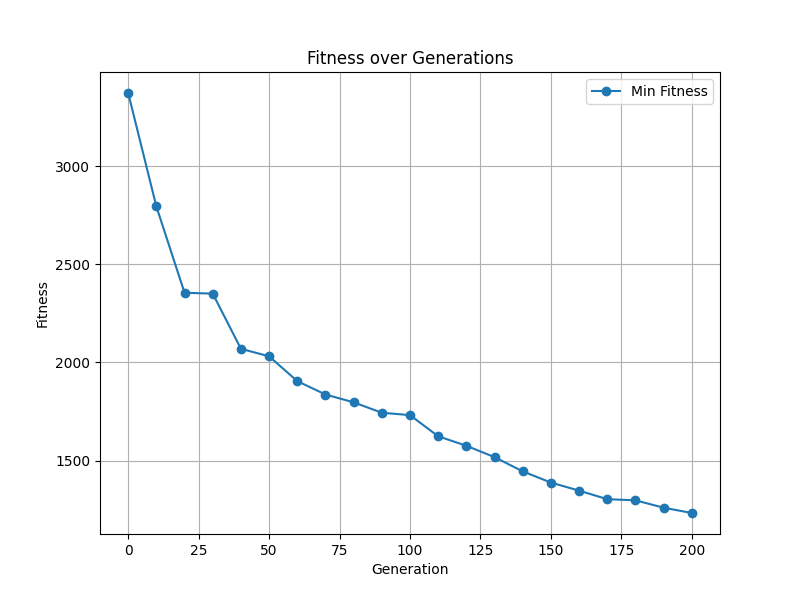 Fitness over Generations
Min Fitness
3000
2500
2000
1500
Fitness
0 25 50 75 100 125 150 175 200
Generation